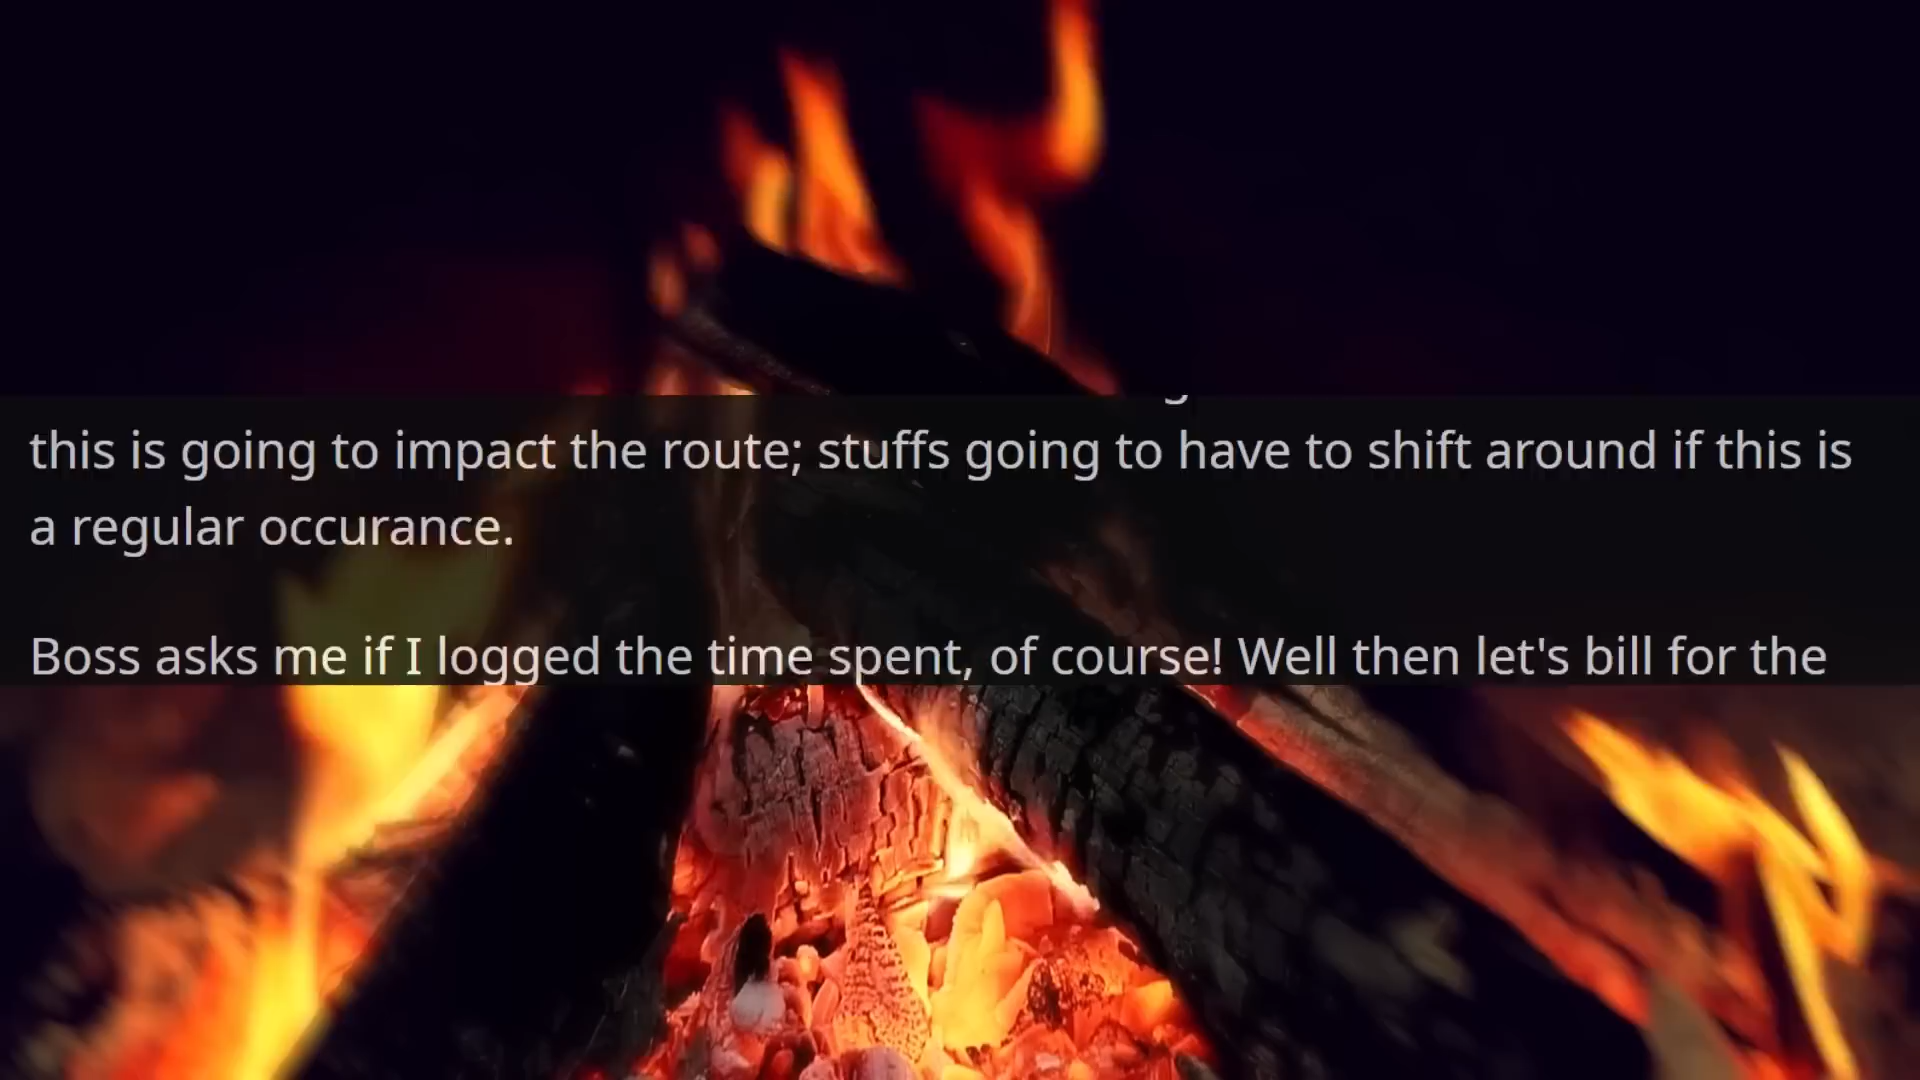 this is going to impact the route; stuffs going to have to shift around if this is
a regular occurance.
Boss asks me if I logged the time spent, of course! Well then let's bill for the